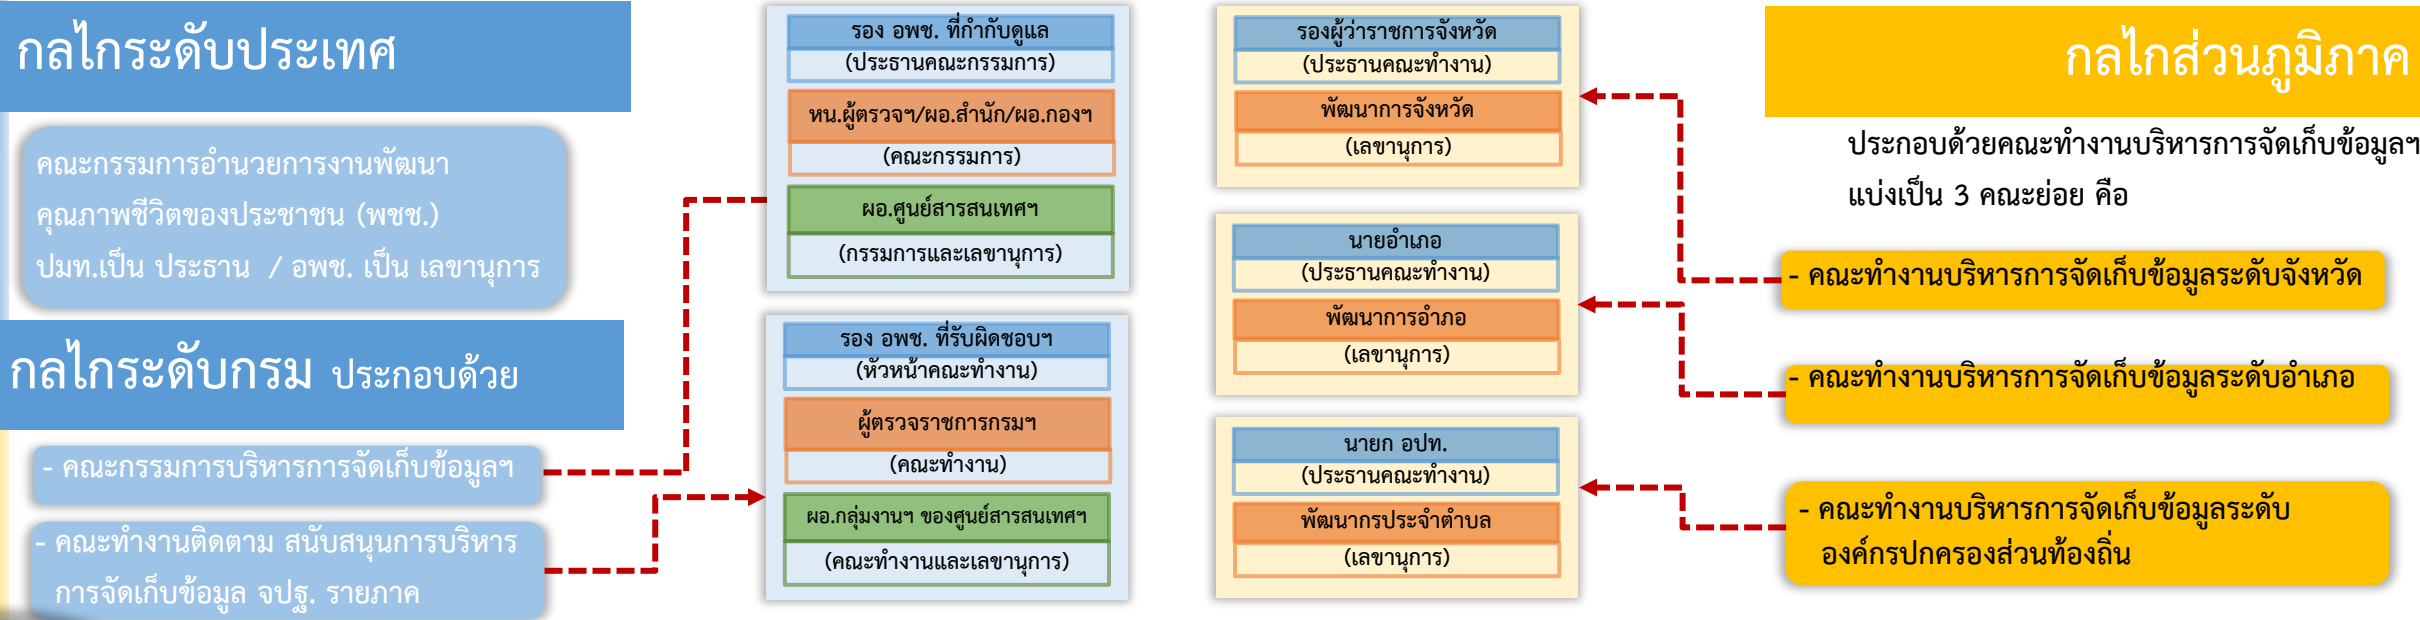 กลไกระดับประเทศ
คณะกรรมการอำนวยการงานพัฒนา
คุณภาพชีวิตของประชาชน (พชช.)
ปมท.เป็น ประธาน / อพช. เป็น เลขานุการ
กลไกระดับกรม ประกอบด้วย
- คณะกรรมการบริหารการจัดเก็บข้อมูลฯ
- คณะทำงานติดตาม สนับสนุนการบริหาร
การจัดเก็บข้อมูล จปฐ. รายภาค
รอง อพช. ที่กำกับดูแล
(ประธานคณะกรรมการ)
หน.ผู้ตรวจฯ/ผอ.สำนัก/ผอ.กองฯ
(คณะกรรมการ)
ผอ.ศูนย์สารสนเทศฯ
(กรรมการและเลขานุการ)
รอง อพช. ที่รับผิดชอบฯ
(หัวหน้าคณะทำงาน)
ผู้ตรวจราชการกรมฯ
(คณะทำงาน)
ผอ.กลุ่มงานฯ ของศูนย์สารสนเทศฯ
(คณะทำงานและเลขานุการ)
รองผู้ว่าราชการจังหวัด
(ประธานคณะทำงาน)
พัฒนาการจังหวัด
(เลขานุการ)
นายอำเภอ
(ประธานคณะทำงาน)
พัฒนาการอำภอ
(เลขานุการ)
นายก อปท.
(ประธานคณะทำงาน)
พัฒนากรประจำตำบล
(เลขานุการ)
กลไกส่วนภูมิภาค
ประกอบด้วยคณะทำงานบริหารการจัดเก็บข้อมูลฯ
แบ่งเป็น 3 คณะย่อย คือ
- คณะทำงานบริหารการจัดเก็บข้อมูลระดับจังหวัด
- คณะทำงานบริหารการจัดเก็บข้อมูลระดับอำเภอ
- คณะทำงานบริหารการจัดเก็บข้อมูลระดับ
องค์กรปกครองส่วนท้องถิ่น